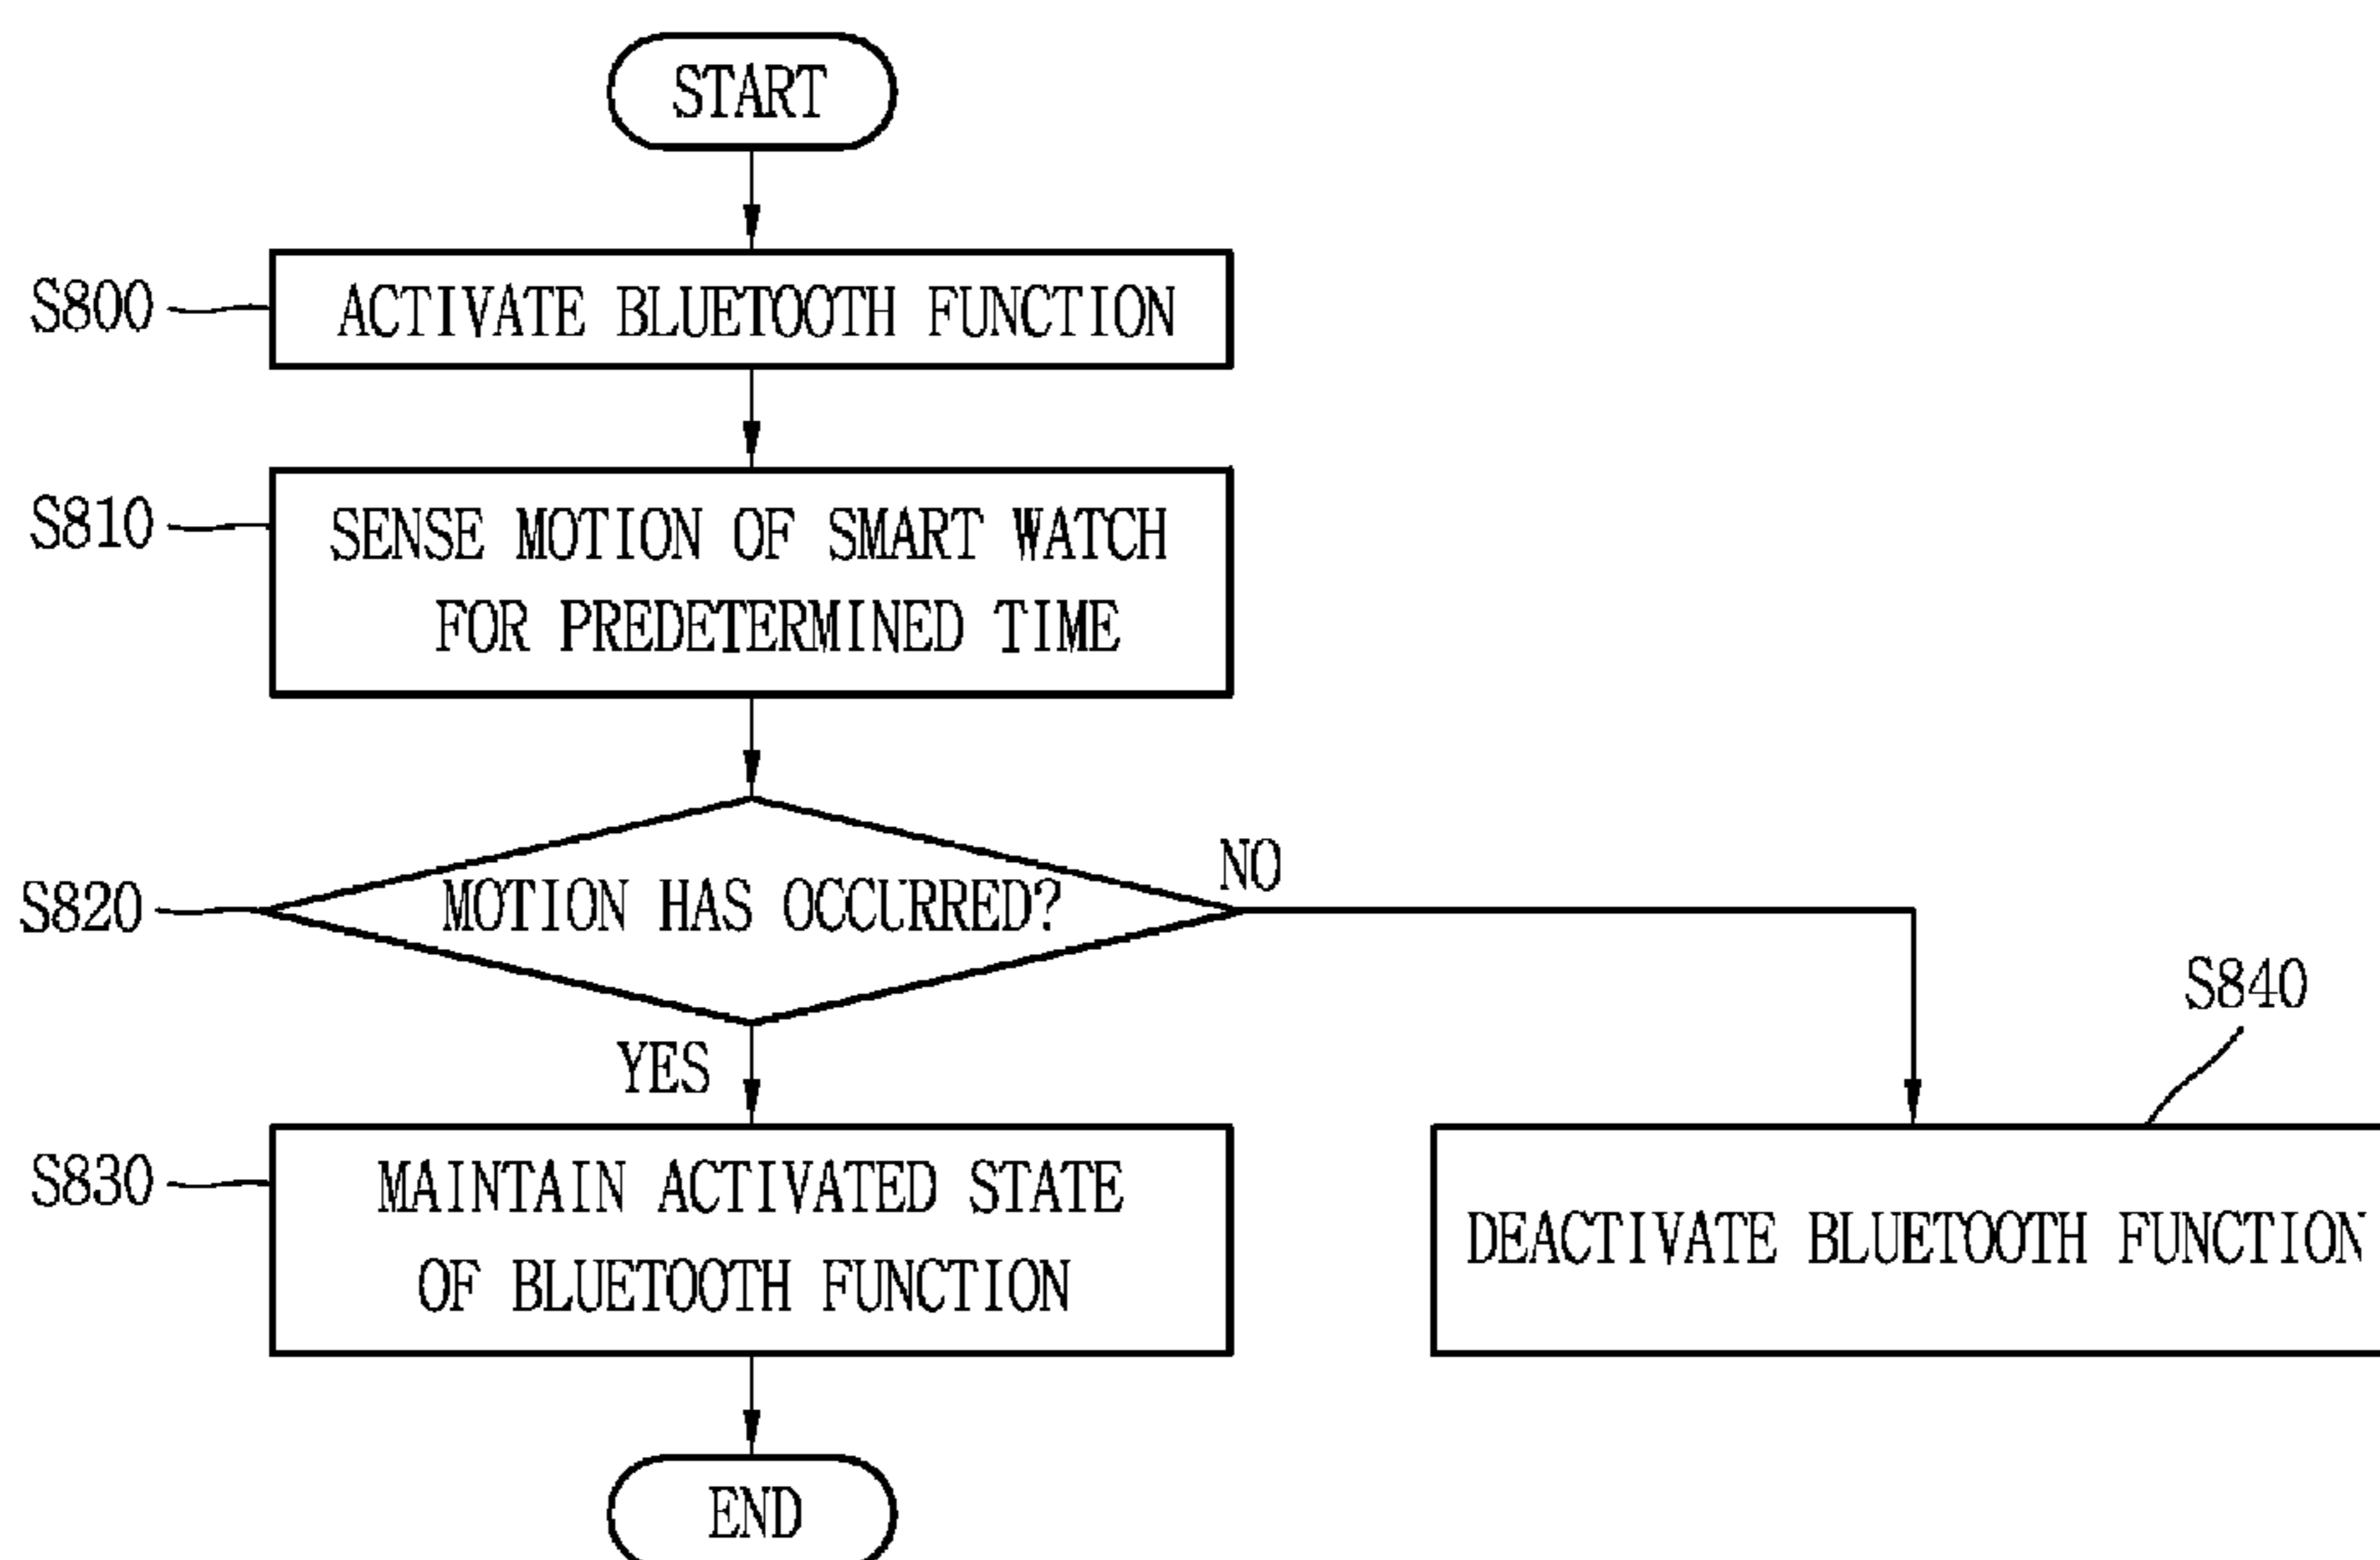 START
S800
ACTIVATE BLUETOOTH FUNCTION
S810
SENSE MOTION OF SMART WATCH
FOR PREDETERMINED TIME
S820
MOTION HAS OCCURRED?
NO
YES
S830
MAINTAIN ACTIVATED STATE
OF BLUETOOTH FUNCTION
S840
DEACTIVATE BLUETOOTH FUNCTION
END